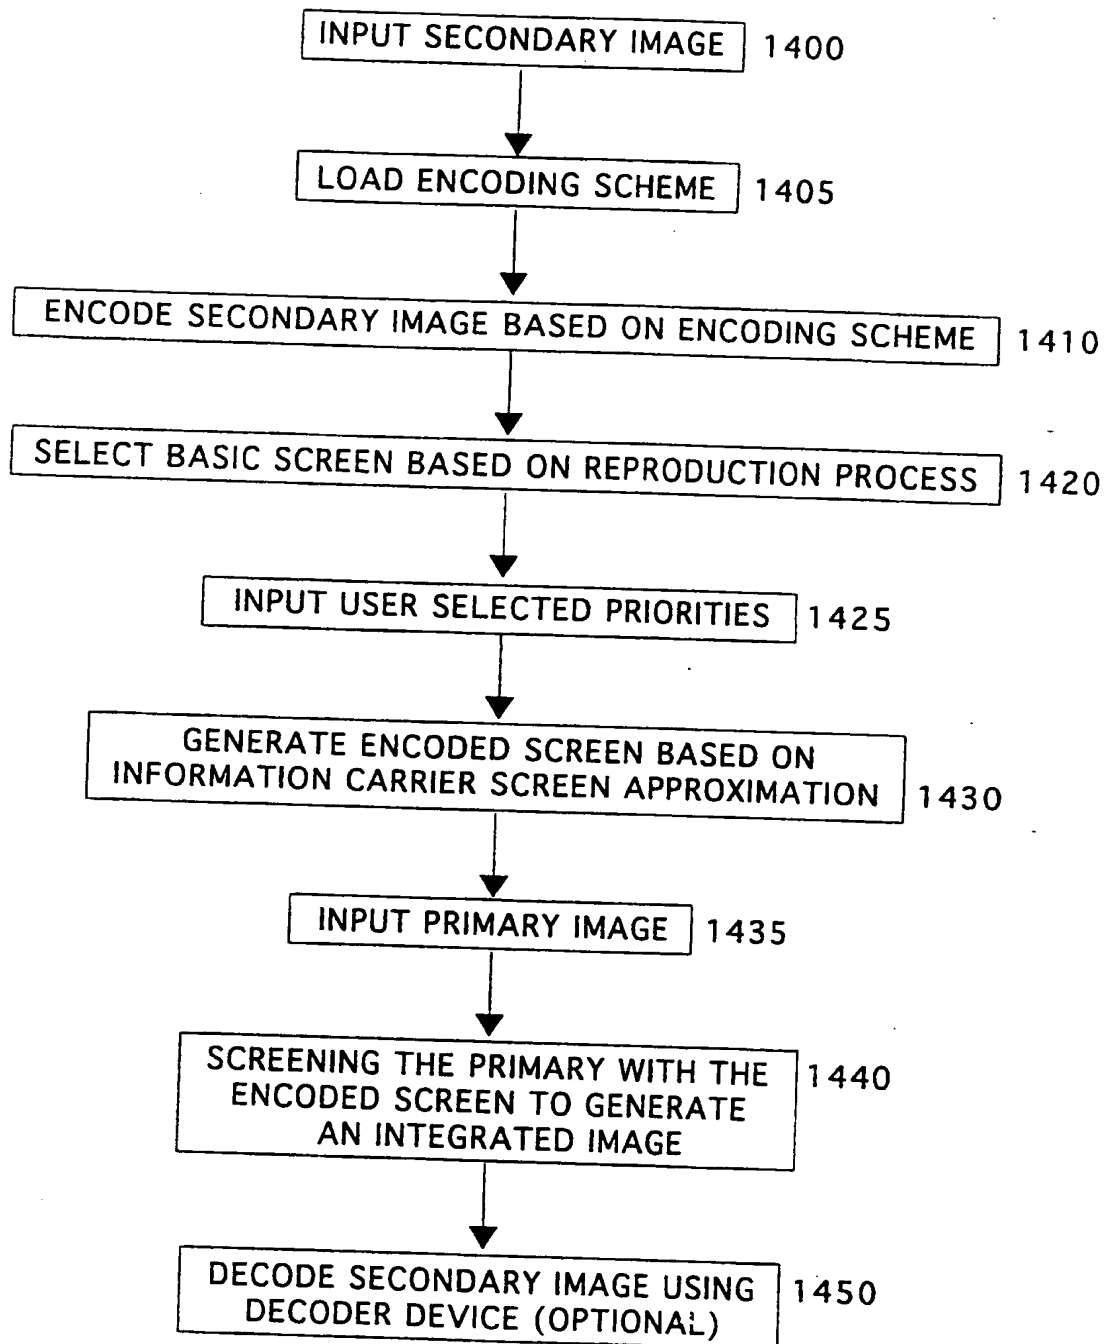 INPUT SECONDARY IMAGE 1400
LOAD ENCODING SCHEME 1405
ENCODE SECONDARY IMAGE BASED ON ENCODING SCHEME 1410
SELECT BASIC SCREEN BASED ON REPRODUCTION PROCESS 1420
INPUT USER SELECTED PRIORITIES 1425
GENERATE ENCODED SCREEN BASED ON
INFORMATION CARRIER SCREEN APPROXIMATION 1430
INPUT PRIMARY IMAGE 1435
SCREENING THE PRIMARY WITH THE 1440
ENCODED SCREEN TO GENERATE
AN INTEGRATED IMAGE
DECODE SECONDARY IMAGE USING 1450
DECODER DEVICE (OPTIONAL)